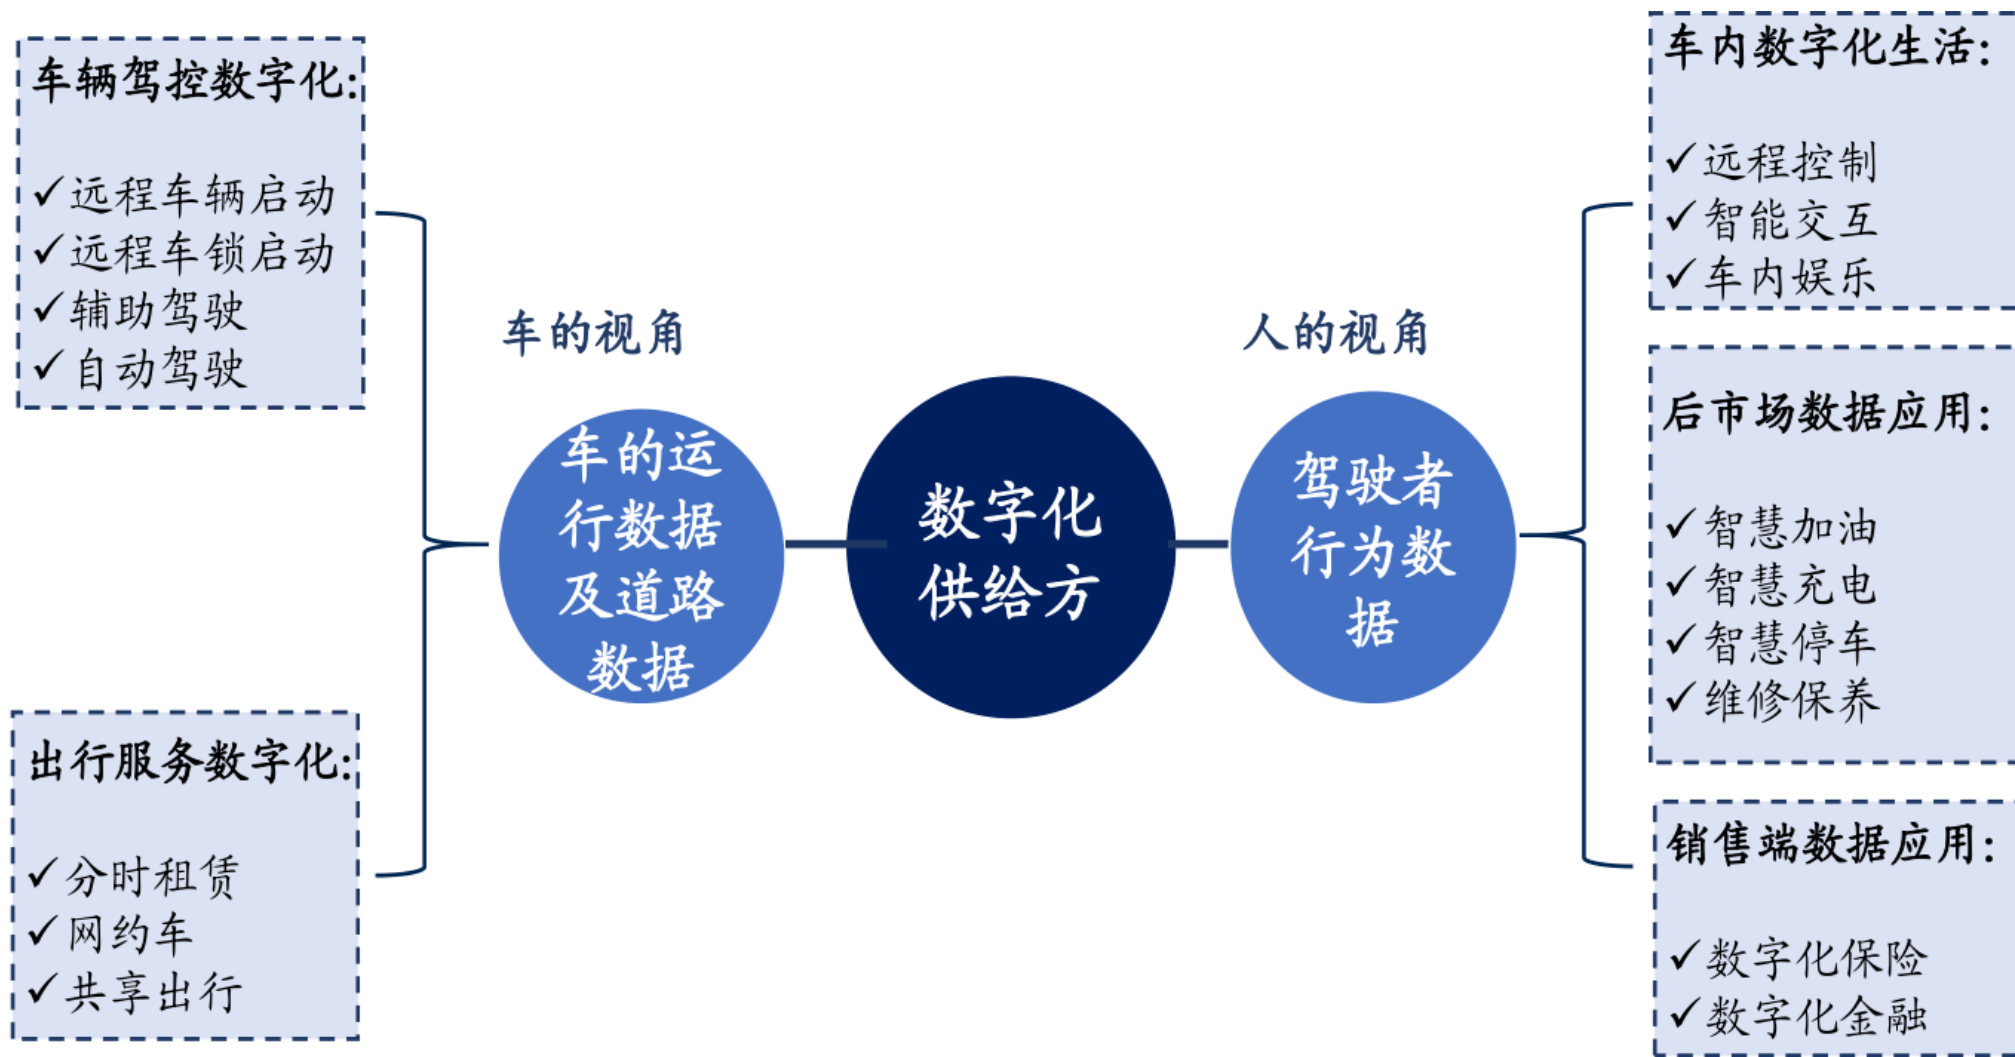 车辆驾控数字化:
✓远程车辆启动
✓远程车锁启动
✓辅助驾驶
✓自动驾驶
出行服务数字化:
✓分时租赁
✓网约车
✓共享出行
车的视角
车的运
行数据
及道路
数据
数字化
供给方
人的视角
驾驶者
行为数
据
车内数字化生活:
✓远程控制
✓智能交互
✓车内娱乐
后市场数据应用:
✓智慧加油
✓智慧充电
✓智慧停车
✓维修保养
销售端数据应用:
✓数字化保险
✓数字化金融